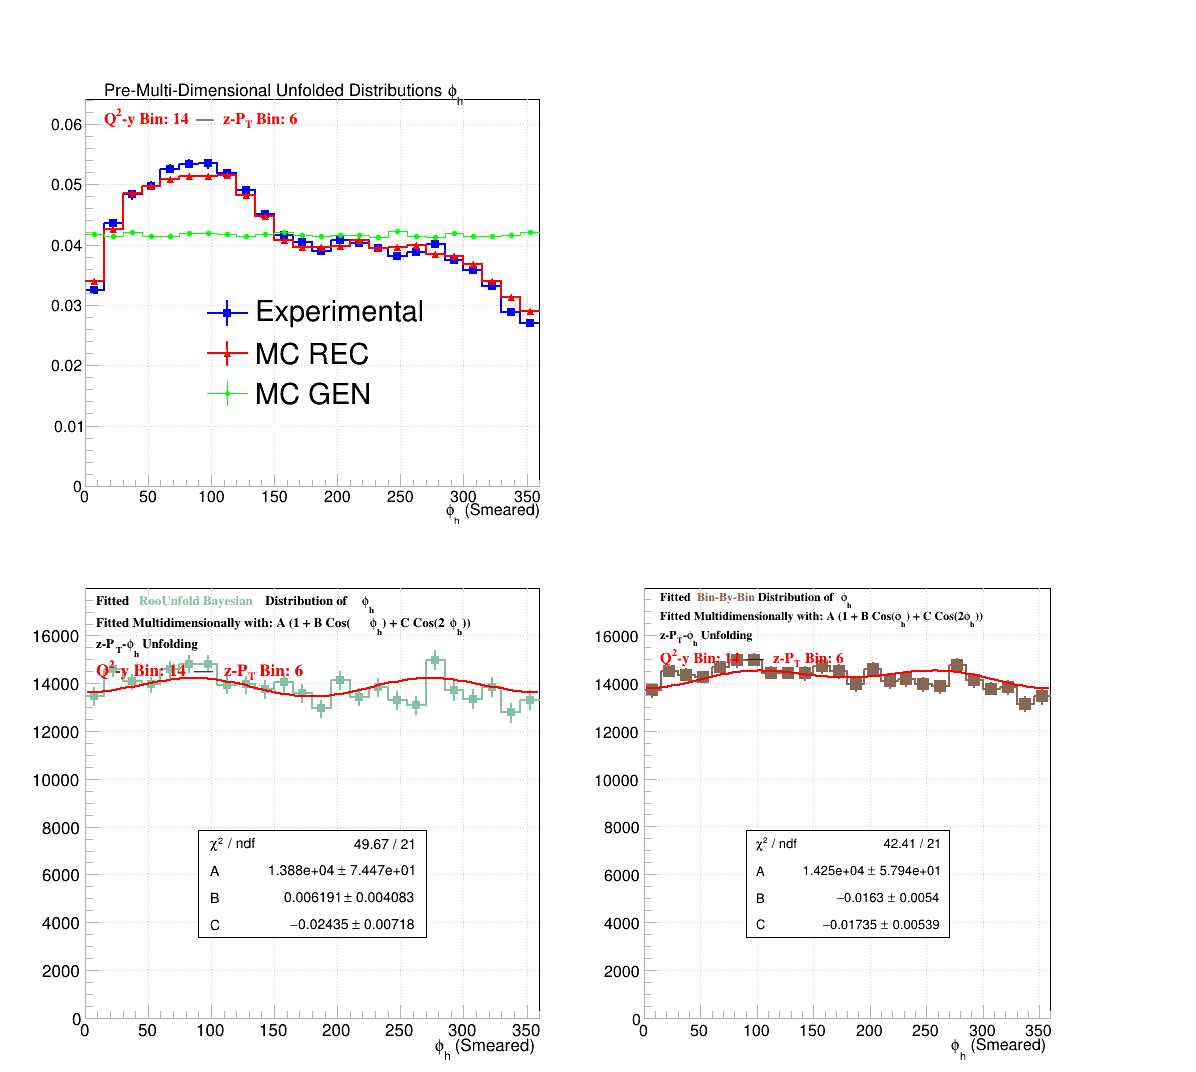 Pre-Multi-Dimensional Unfolded Distributions ϕh
Q2-y Bin: 14 — z-PT Bin: 6
0.06
0.05
0.04
0.03
0.02
0.01
0
Experimental
MC REC
MC GEN
0 50 100 150 200 250 300 350
ϕh (Smeared)
Fitted RooUnfold Bayesian Distribution of ϕh
Fitted Multidimensionally with: A (1 + B Cos( ϕh) + C Cos(2 ϕh))
z-PT-ϕh Unfolding
Q2-y Bin: 14 — z-PT Bin: 6
16000
14000
12000
10000
8000
6000
4000
2000
0
χ2 / ndf 49.67 / 21
A 1.388e+04 ± 7.447e+01
B 0.006191 ± 0.004083
C −0.02435 ± 0.00718
0 50 100 150 200 250 300 350
ϕh (Smeared)
Fitted Bin-By-Bin Distribution of ϕh
Fitted Multidimensionally with: A (1 + B Cos(ϕh) + C Cos(2ϕh))
z-PT-ϕh Unfolding
Q2-y Bin: 14 — z-PT Bin: 6
16000
14000
12000
10000
8000
6000
4000
2000
0
χ2 / ndf 42.41 / 21
A 1.425e+04 ± 5.794e+01
B −0.0163 ± 0.0054
C −0.01735 ± 0.00539
0 50 100 150 200 250 300 350
ϕh (Smeared)